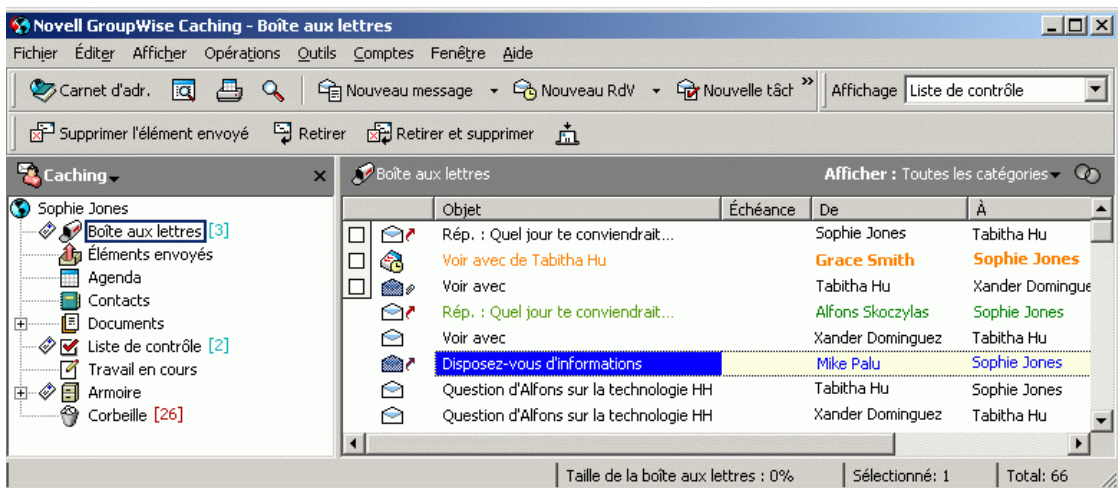 Novell GroupWise Caching - Boîte aux lettres
Fichier Éditer Afficher Opérations Outils Comptes Fenêtre Aide
Carnet d'adr. Nouveau message Nouveau RdV Nouvelle tâch » Affichage Liste de contrôle
Supprimer l'élément envoyé Retirer Retirer et supprimer
Caching Boîte aux lettres Afficher : Toutes les catégories
Sophie Jones
Boîte aux lettres [3]
Éléments envoyés
Agenda
Contacts
Documents
Liste de contrôle [2]
Travail en cours
Armoire
Corbeille [26]
Objet Échéance De À
Rép. : Quel jour te conviendrait... Sophie Jones Tabitha Hu
Voir avec de Tabitha Hu Grace Smith Sophie Jones
Voir avec Tabitha Hu Xander Domingue
Rép. : Quel jour te conviendrait... Alfons Skoczylas Sophie Jones
Voir avec Xander Dominguez Tabitha Hu
Disposez-vous d'informations Mike Palu Sophie Jones
Question d'Alfons sur la technologie HH Tabitha Hu Sophie Jones
Question d'Alfons sur la technologie HH Xander Dominguez Tabitha Hu
Taille de la boîte aux lettres : 0% Sélectionné: 1 Total: 66